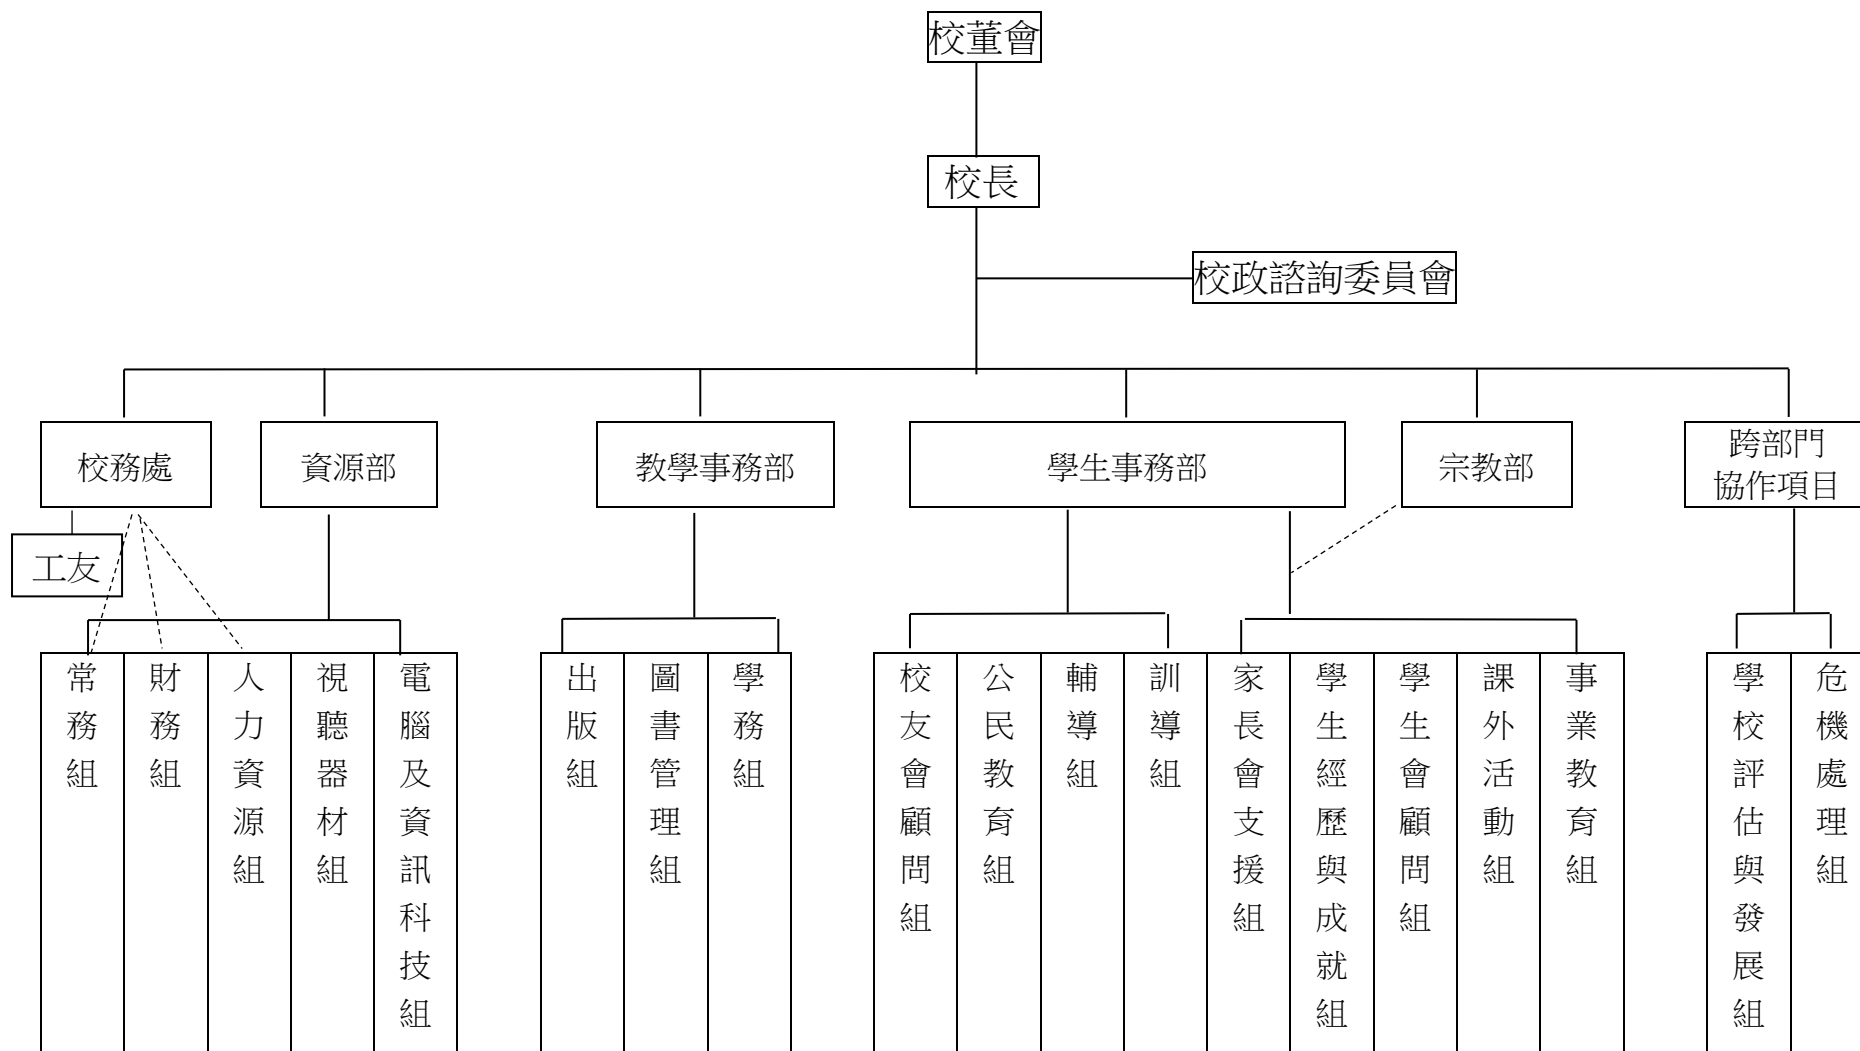 校董會
校長
校政諮詢委員會
校務處
資源部
教學事務部
學生事務部
宗教部
跨部門
協作項目
工友
常務組
財務組
人力資源組
視聽器材組
電腦及資訊科技組
出版組
圖書管理組
學務組
校友會顧問組
公民教育組
輔導組
訓導組
家長會支援組
學生經歷與成就組
學生會顧問組
課外活動組
事業教育組
學校評估與發展組
危機處理組